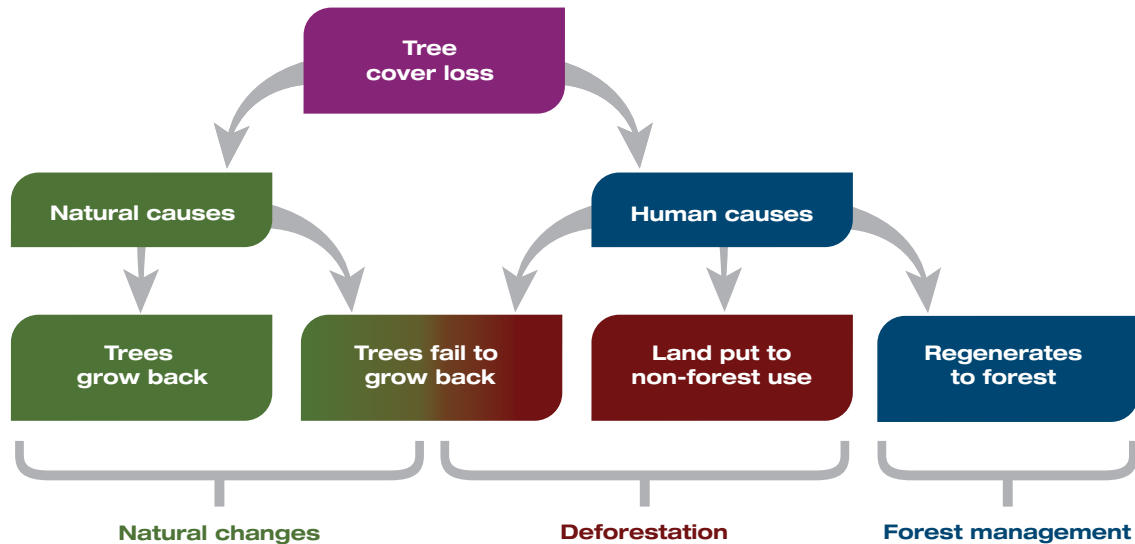 Tree
cover loss
Natural causes
Human causes
Trees
grow back
Trees fail to
grow back
Land put to
non-forest use
Regenerates
to forest
Natural changes
Deforestation
Forest management